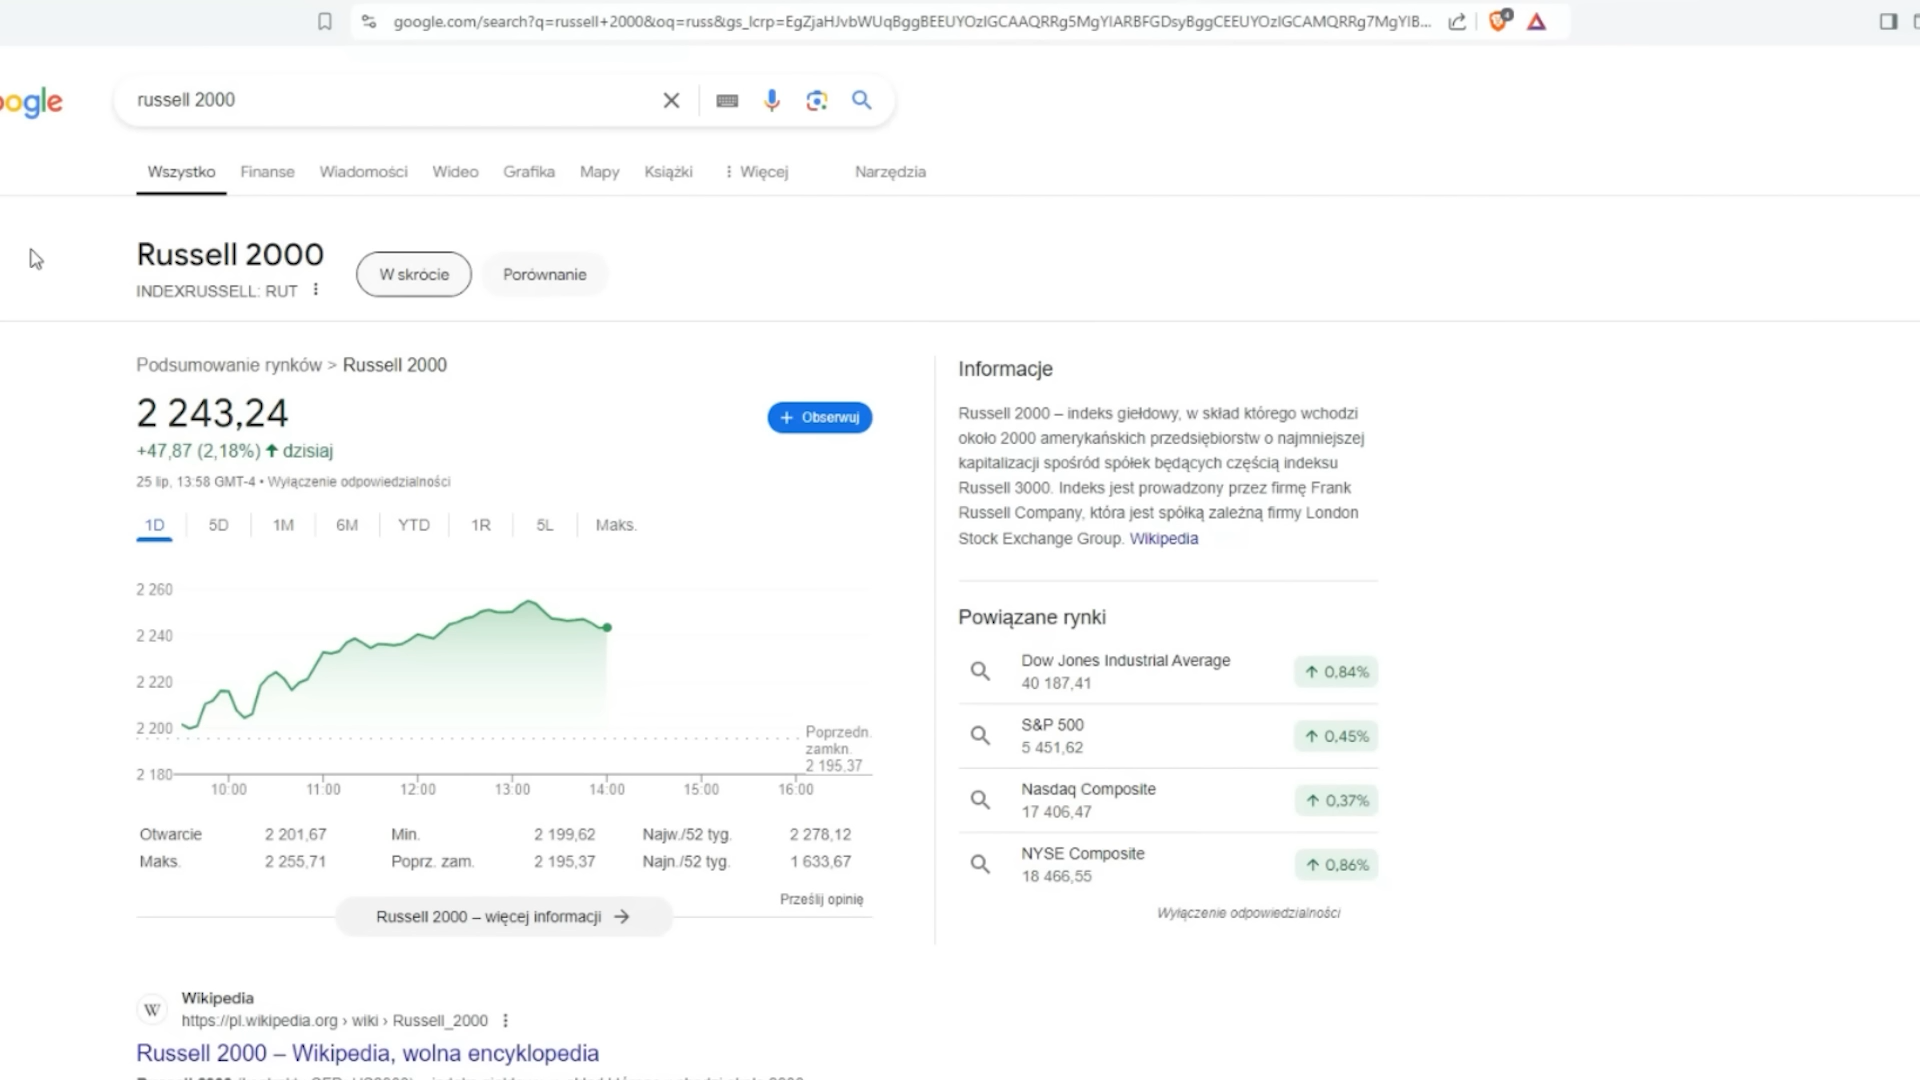 google.com/search?q=russell+2000&oq=russ&gs_lcrp=EgZjaHJvbWUqBggBEEUYOzIGCAAQRRg5MgYIARBFGDsyBggCEEUYOzIGCAMQRRg7MgYIB...
4
oogle
russell 2000
Wszystko Finanse Wiadomości Wideo Grafika Mapy Książki Więcej Narzędzia
Russell 2000
INDEXRUSSELL: RUT
W skrócie
Porównanie
Podsumowanie rynków > Russell 2000
2 243,24
+47,87 (2,18%) dzisiaj
25 lip, 13:58 GMT-4 • Wyłączenie odpowiedzialności
+ Obserwuj
1D 5D 1M 6M YTD 1R 5L Maks.
2 260
2 240
2 220
2 200
2 180
Poprzedn.
zamkn.
2 195,37
10:00 11:00 12:00 13:00 14:00 15:00 16:00
Otwarcie 2 201,67 Min. 2 199,62 Najw./52 tyg. 2 278,12
Maks. 2 255,71 Poprz. zam. 2 195,37 Najn./52 tyg. 1 633,67
Prześlij opinię
Russell 2000 – więcej informacji
Informacje
Russell 2000 – indeks giełdowy, w skład którego wchodzi
około 2000 amerykańskich przedsiębiorstw o najmniejszej
kapitalizacji spośród spółek będących częścią indeksu
Russell 3000. Indeks jest prowadzony przez firmę Frank
Russell Company, która jest spółką zależną firmy London
Stock Exchange Group. Wikipedia
Powiązane rynki
Dow Jones Industrial Average
40 187,41
0,84%
S&P 500
5 451,62
0,45%
Nasdaq Composite
17 406,47
0,37%
NYSE Composite
18 466,55
0,86%
Wyłączenie odpowiedzialności
W
Wikipedia
https://pl.wikipedia.org › wiki › Russell_2000
Russell 2000 – Wikipedia, wolna encyklopedia